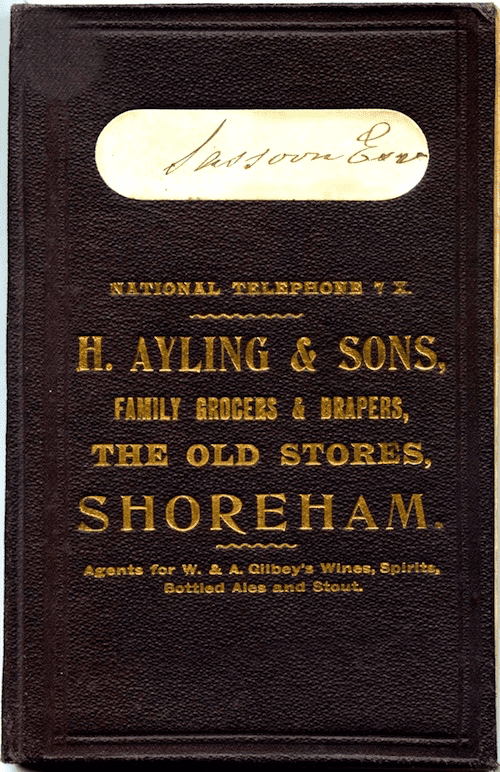 Sassoon Esqr
NATIONAL TELEPHONE 7 X.
H. AYLING & SONS,
FAMILY GROCERS & DRAPERS,
THE OLD STORES,
SHOREHAM.
Agents for W. & A. Gilbey's Wines, Spirits,
Bottled Ales and Stout.